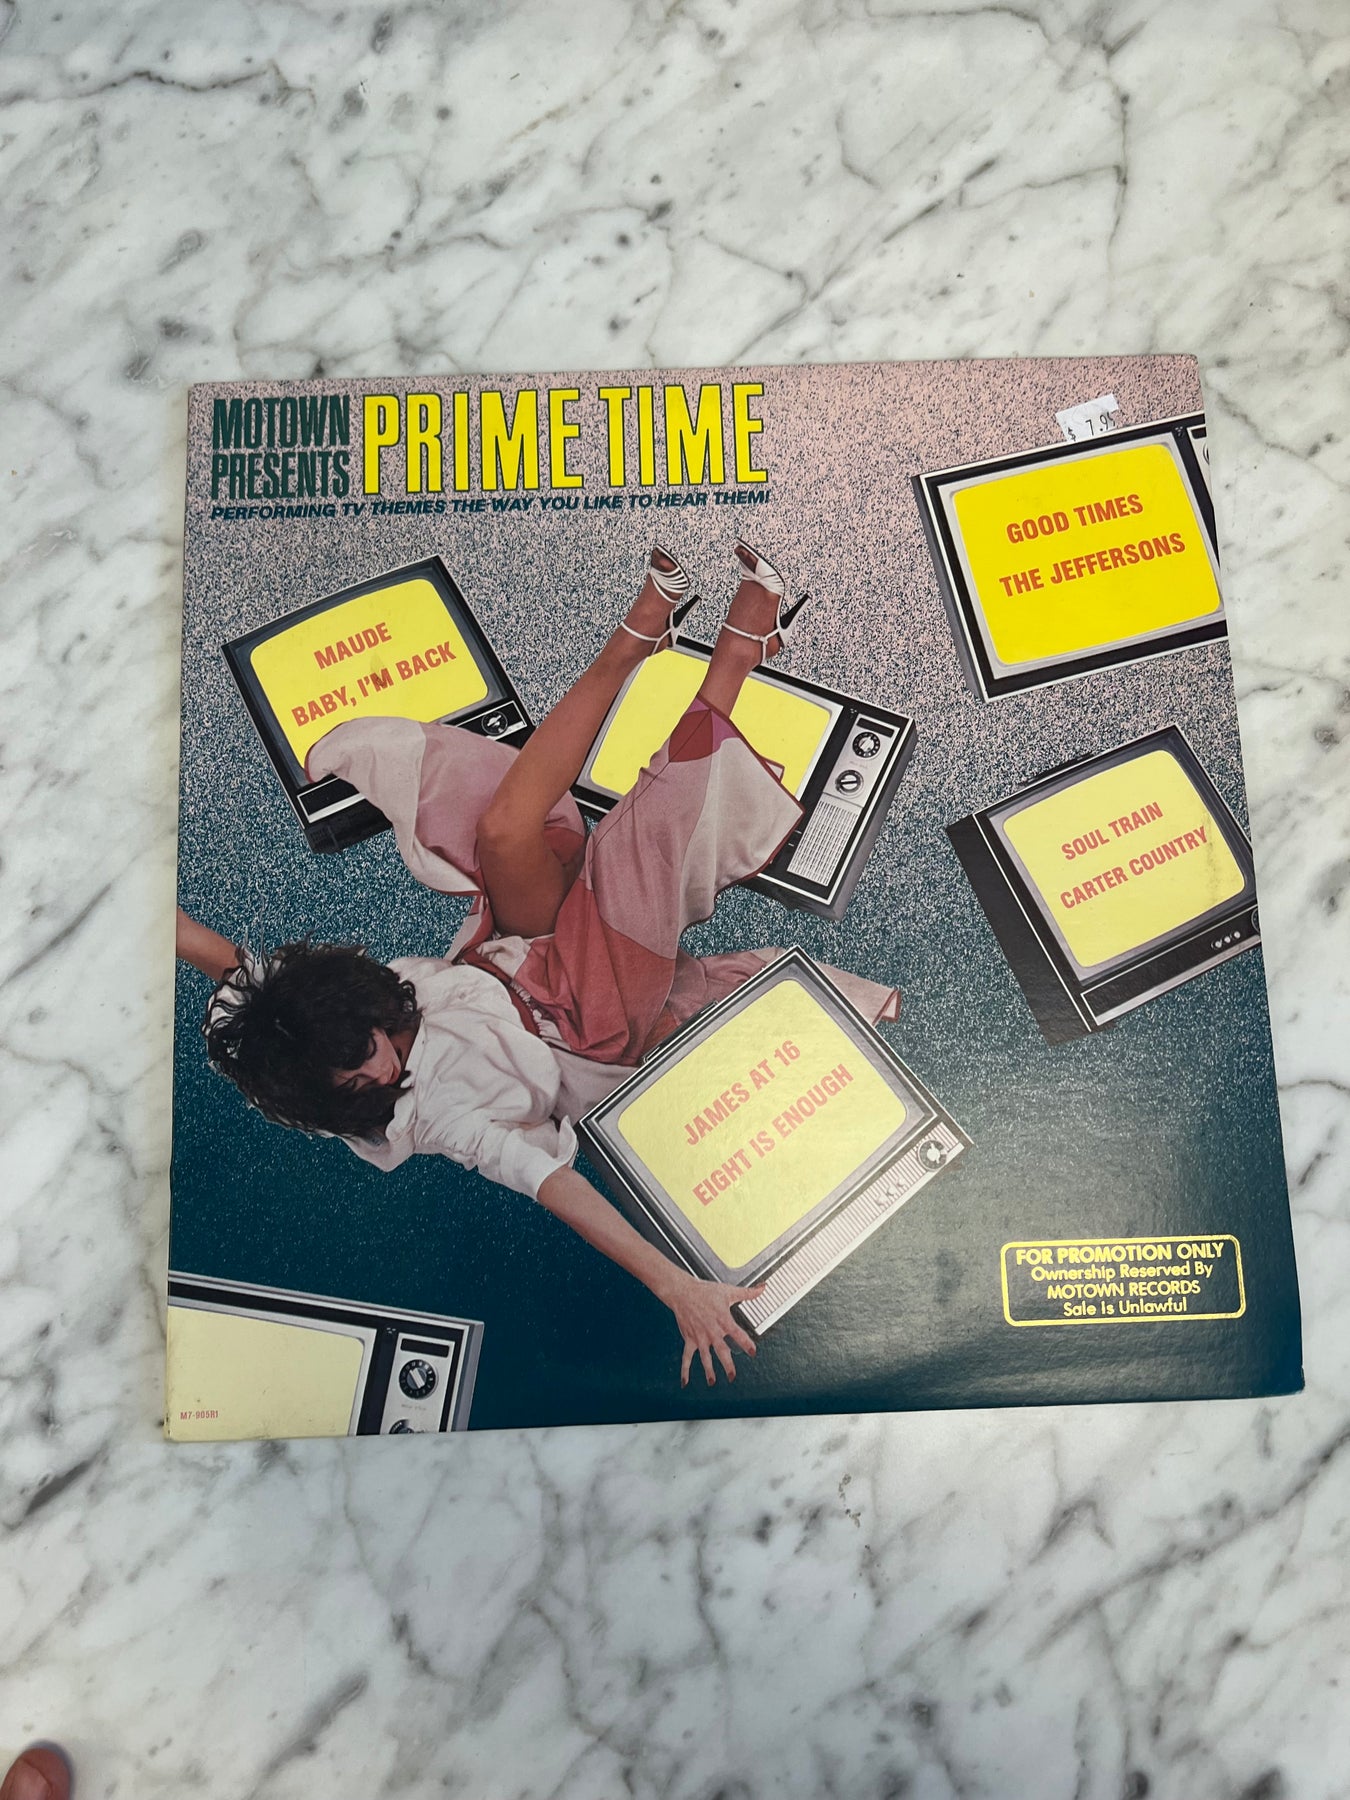 MOTOWN
PRESENTS
PRIME TIME
PERFORMING TV THEMES THE WAY YOU LIKE TO HEAR THEM!
$ 7.95
GOOD TIMES
THE JEFFERSONS
MAUDE
BABY, I'M BACK
SOUL TRAIN
CARTER COUNTRY
JAMES AT 16
EIGHT IS ENOUGH
FOR PROMOTION ONLY
Ownership Reserved By
MOTOWN RECORDS
Sale Is Unlawful
M7-905R1